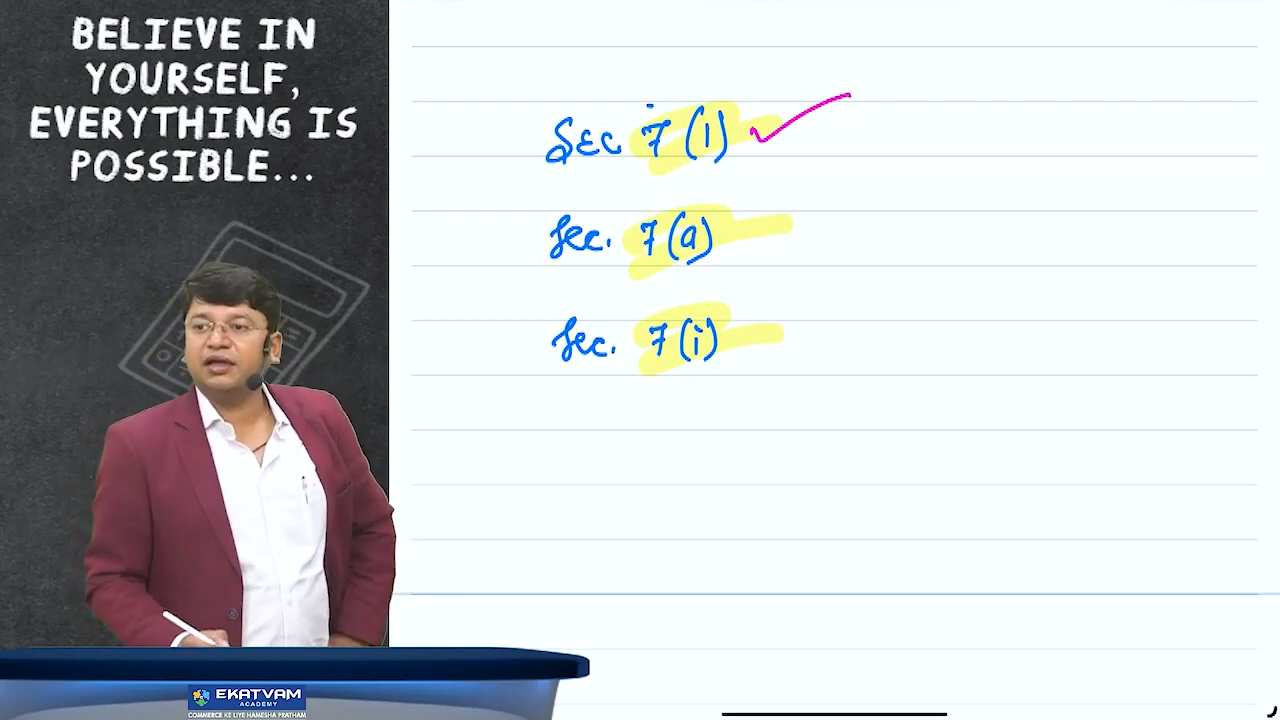 BELIEVE IN
YOURSELF,
EVERYTHING IS
POSSIBLE...
Sec 7 (1)
Sec. 7(a)
Sec. 7(i)
EKATVAM
ACADEMY
COMMERCE KE LIYE HAMESHA PRATHAM